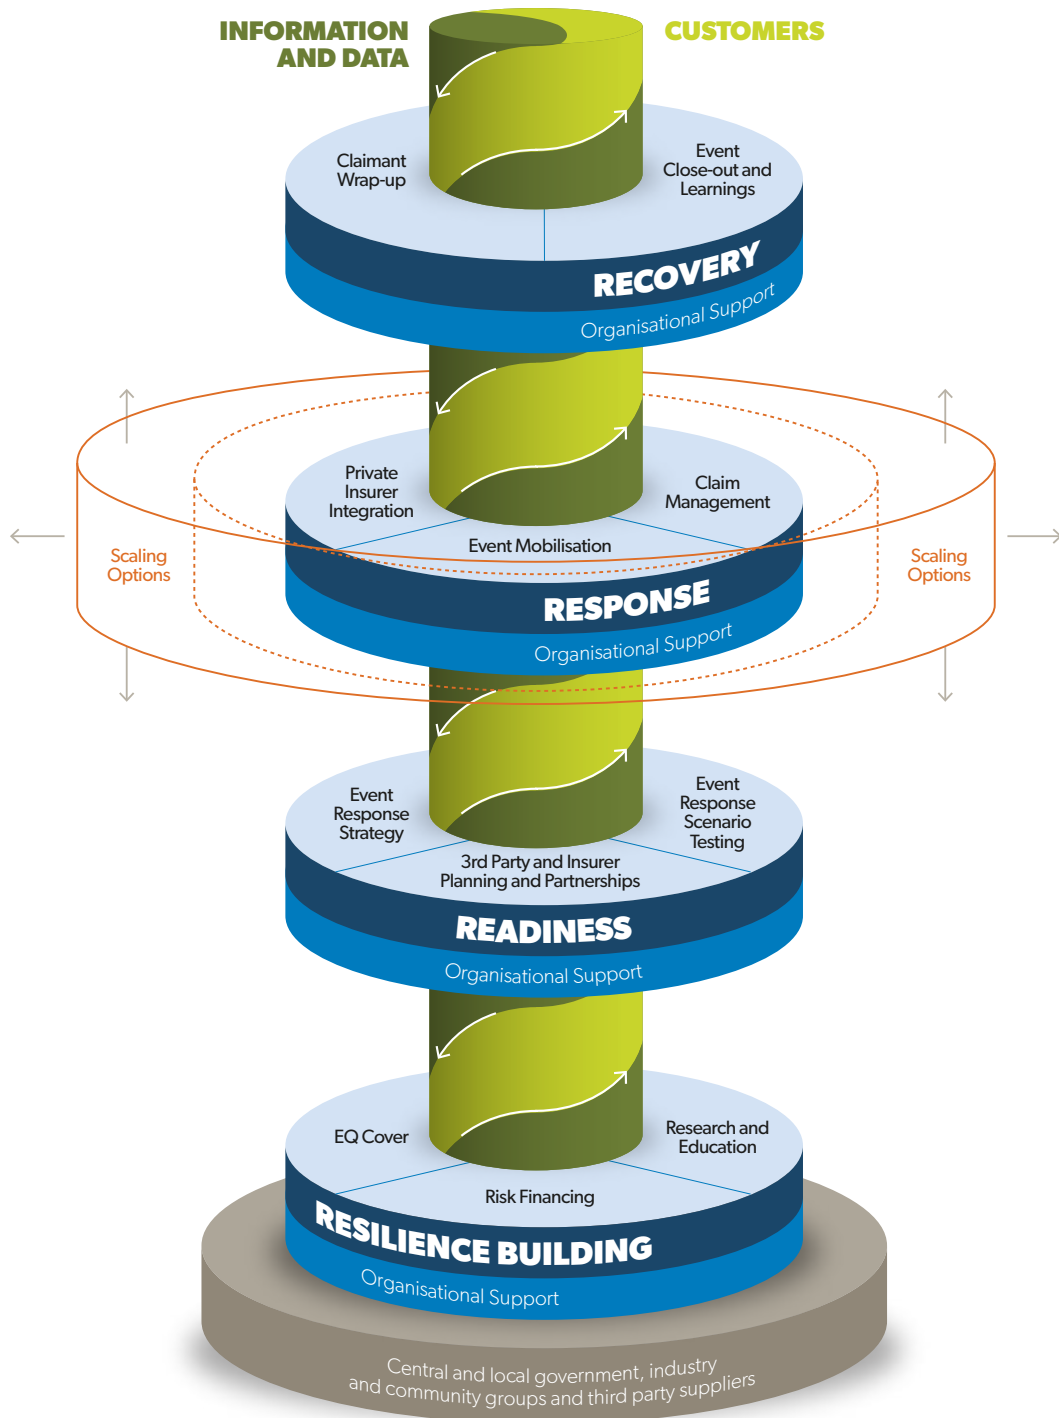 INFORMATION
AND DATA
CUSTOMERS
Claimant
Wrap-up
Event
Close-out and
Learnings
RECOVERY
Organisational Support
Private
Insurer
Integration
Claim
Management
Event Mobilisation
Scaling
Options
Scaling
Options
RESPONSE
Organisational Support
Event
Response
Strategy
Event
Response
Scenario
Testing
3rd Party and Insurer
Planning and Partnerships
READINESS
Organisational Support
EQ Cover
Research and
Education
Risk Financing
RESILIENCE BUILDING
Organisational Support
Central and local government, industry
and community groups and third party suppliers